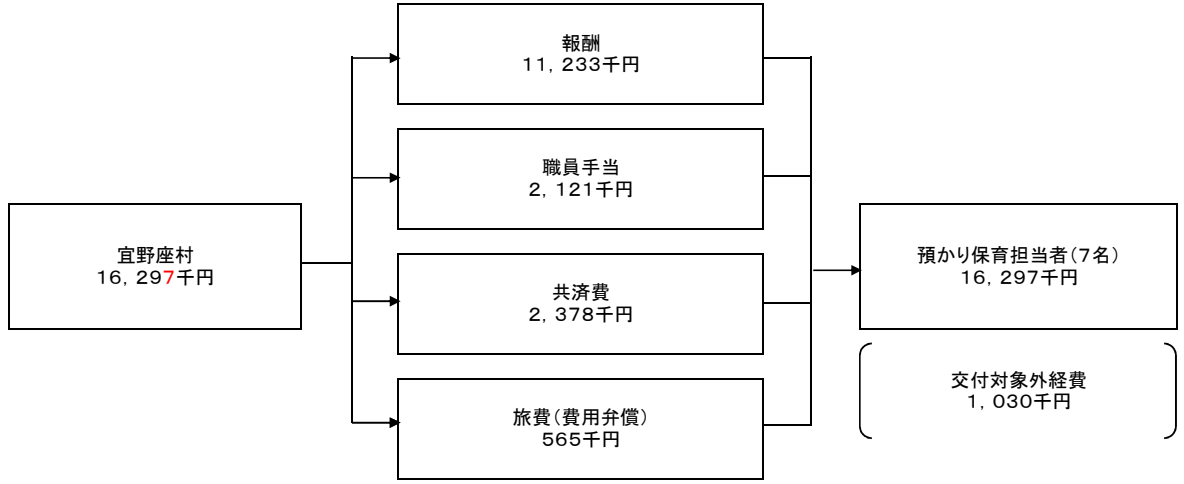 報酬
11, 233千円
職員手当
2, 121千円
宜野座村
16, 297千円
預かり保育担当者(7名)
16, 297千円
共済費
2, 378千円
交付対象外経費
1, 030千円
旅費(費用弁償)
565千円